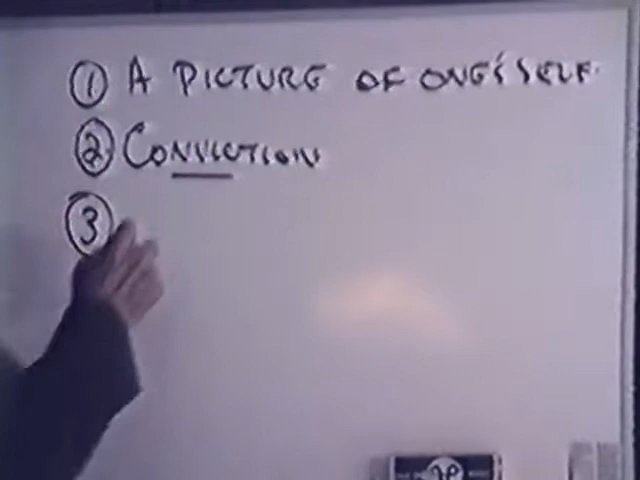 ① A PICTURE OF ONE'S SELF.
② CONVICTION
③